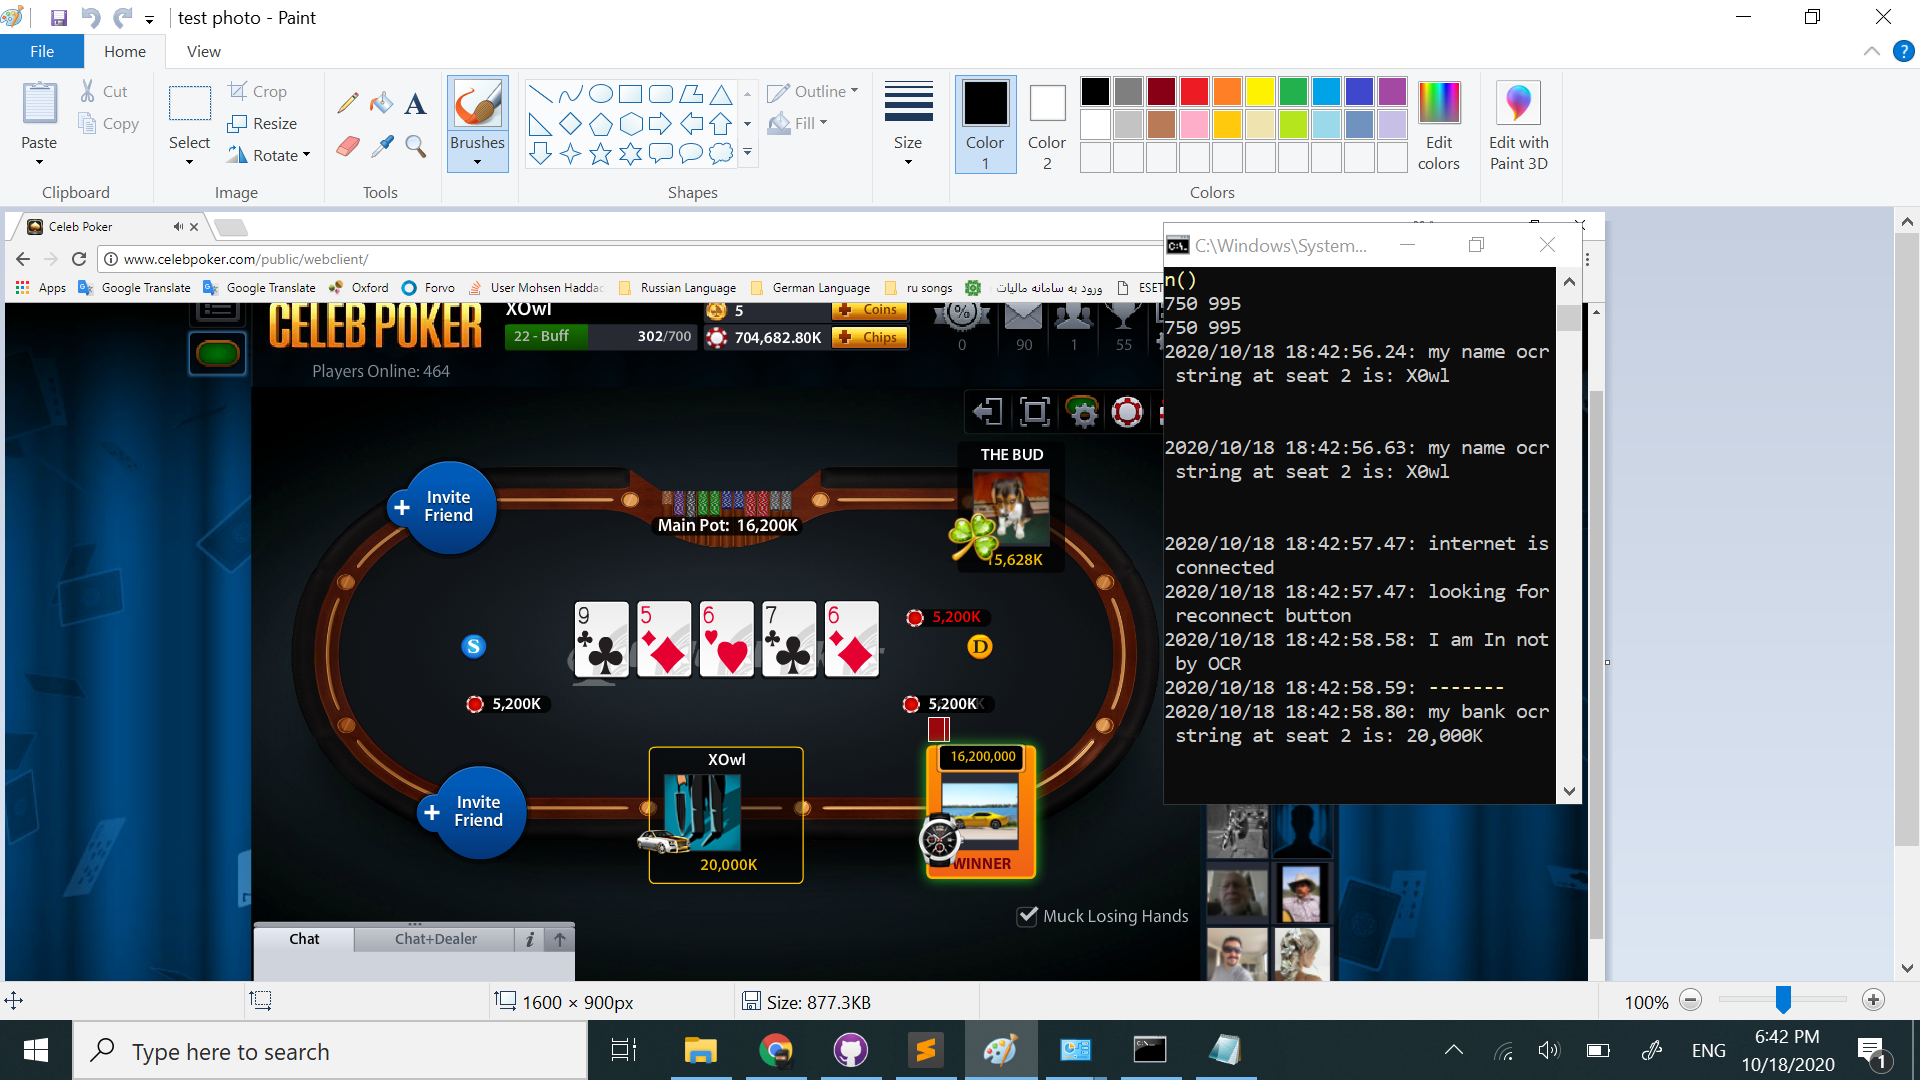 test photo - Paint
File
Home
View
Paste
Cut
Copy
Clipboard
Select
Crop
Resize
Rotate
Image
Tools
Brushes
Outline
Fill
Shapes
Size
Color 1
Color 2
Colors
Edit colors
Edit with Paint 3D
Celeb Poker
www.celebpoker.com/public/webclient/
Apps
Google Translate
Google Translate
Oxford
Forvo
User Mohsen Haddac
Russian Language
German Language
ru songs
ورود به سامانه مالیات
ESET
CELEB POKER
Players Online: 464
XOwl
22 - Buff
302/700
5
Coins
704,682.80K
Chips
0
90
1
55
THE BUD
15,628K
Invite Friend
Main Pot: 16,200K
9
5
6
7
6
5,200K
S
D
5,200K
5,200K
XOwl
20,000K
16,200,000
WINNER
Invite Friend
Muck Losing Hands
Chat
Chat+Dealer
i
C:\Windows\System...
n()
750 995
750 995
2020/10/18 18:42:56.24: my name ocr
string at seat 2 is: X0wl
2020/10/18 18:42:56.63: my name ocr
string at seat 2 is: X0wl
2020/10/18 18:42:57.47: internet is
connected
2020/10/18 18:42:57.47: looking for
reconnect button
2020/10/18 18:42:58.58: I am In not
by OCR
2020/10/18 18:42:58.59: -------
2020/10/18 18:42:58.80: my bank ocr
string at seat 2 is: 20,000K
1600 × 900px
Size: 877.3KB
100%
Type here to search
ENG
6:42 PM
10/18/2020
1